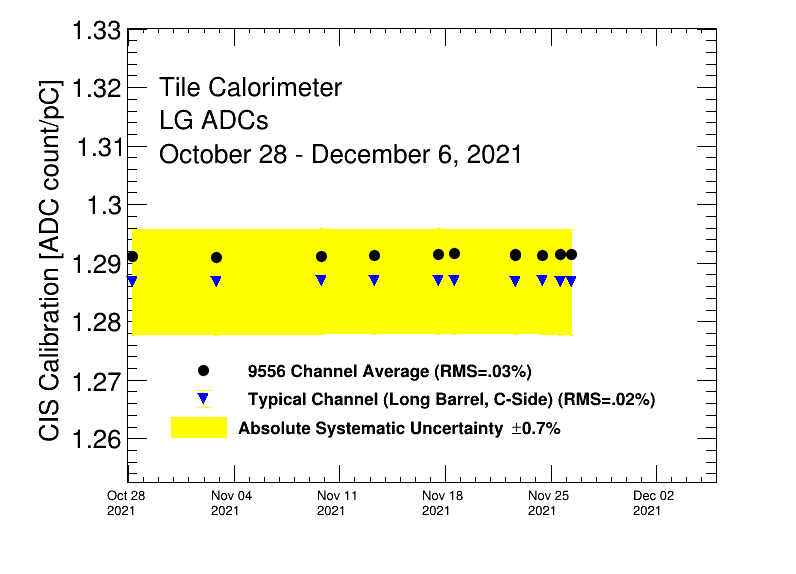 1.33
1.32
1.31
1.3
1.29
1.28
1.27
1.26
CIS Calibration [ADC count/pC]
Tile Calorimeter
LG ADCs
October 28 - December 6, 2021
9556 Channel Average (RMS=.03%)
Typical Channel (Long Barrel, C-Side) (RMS=.02%)
Absolute Systematic Uncertainty ±0.7%
Oct 28 Nov 04 Nov 11 Nov 18 Nov 25 Dec 02
2021 2021 2021 2021 2021 2021